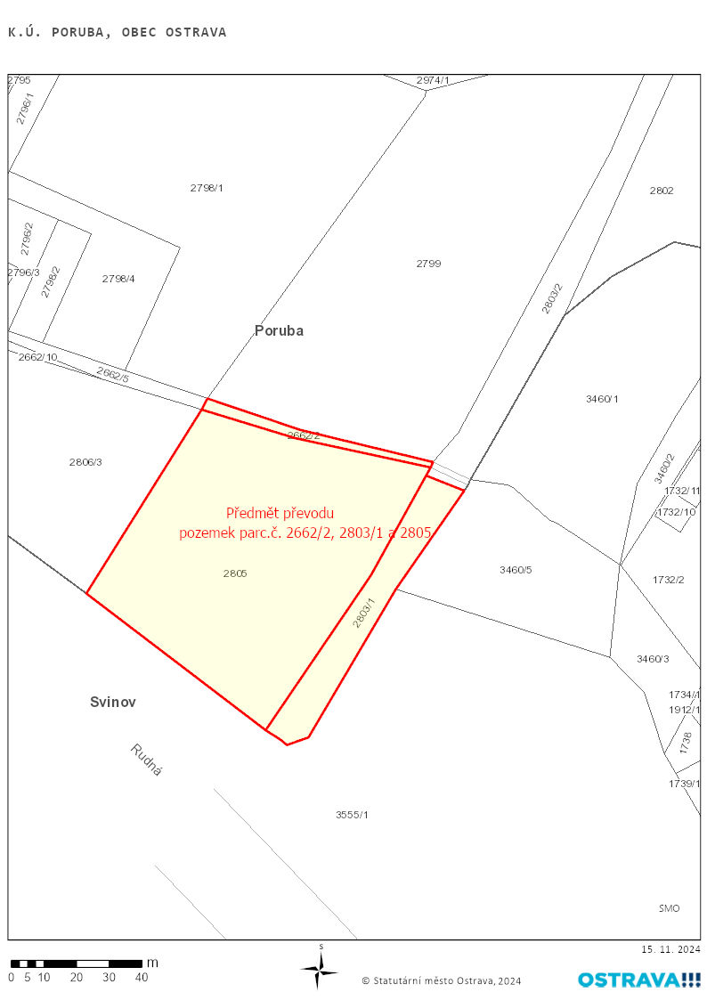 K.Ú. PORUBA, OBEC OSTRAVA
2795
2974/1
2796/1
2798/1
2802
2796/2
2799
2796/3
2798/2
2798/4
2803/2
Poruba
2662/10
2662/5
3460/1
2662/2
2806/3
3460/2
1732/11
Předmět převodu
1732/10
pozemek parc.č. 2662/2, 2803/1 a 2805
2805
3460/5
1732/2
2803/1
3460/3
Svinov
1734/1
1912/1
1738
Rudná
1739/1
3555/1
SMO
15. 11. 2024
m
0 5 10 20 30 40
S
© Statutární město Ostrava, 2024
OSTRAVA!!!